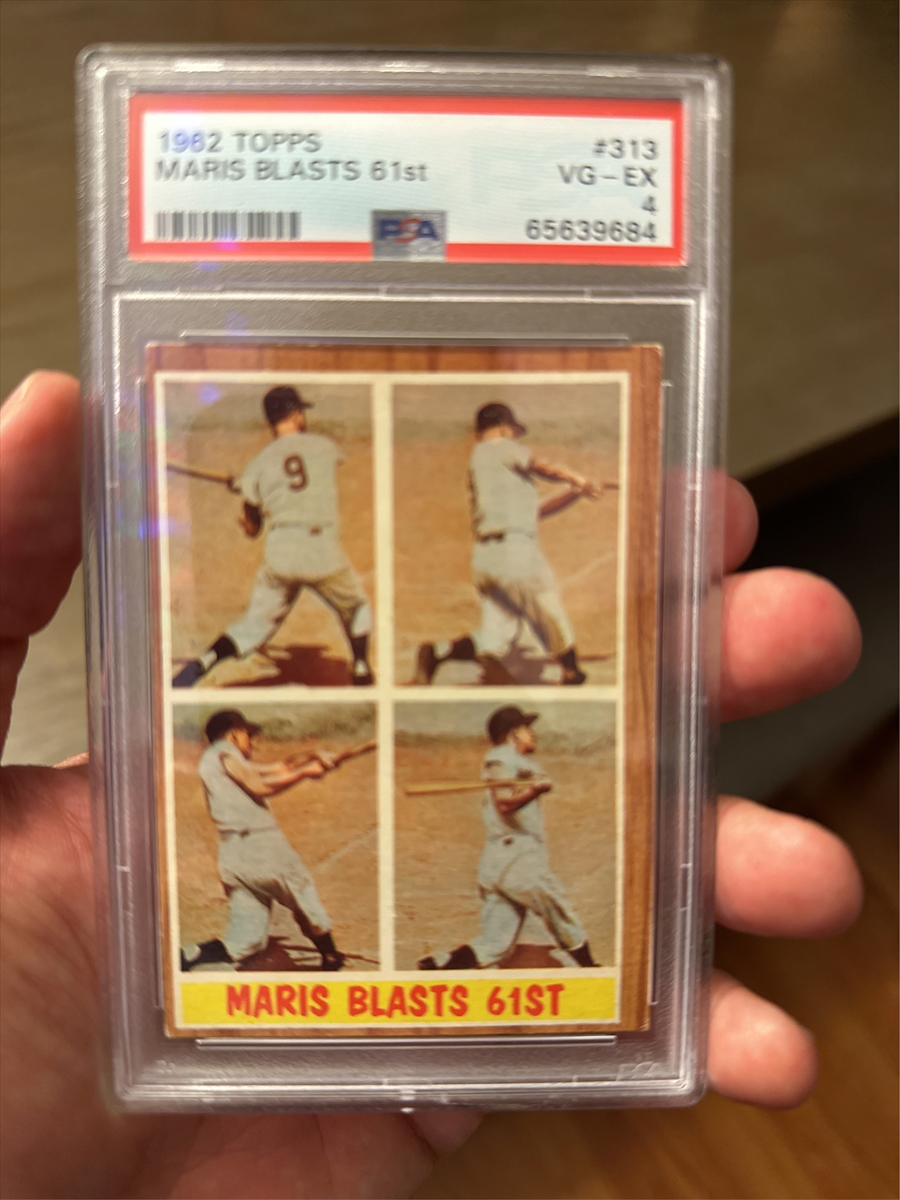 1962 TOPPS
MARIS BLASTS 61st
#313
VG-EX
4
65639684
PSA
9
MARIS BLASTS 61ST